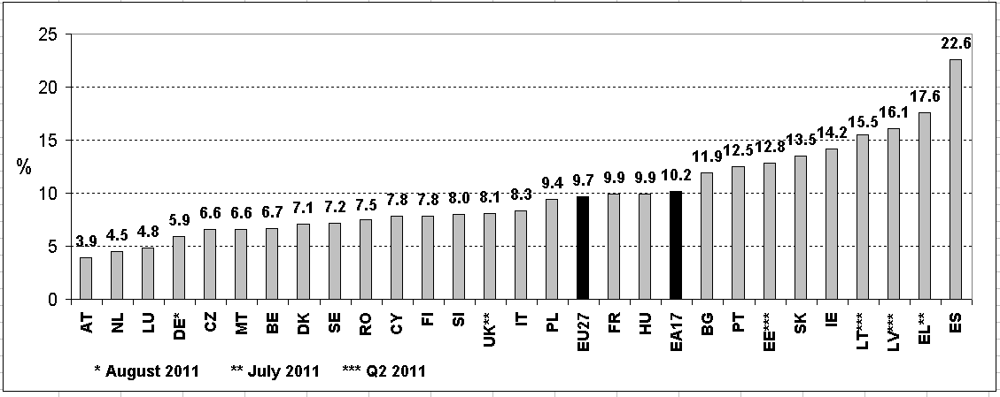 25
20
15
10
5
0
%
3.9 4.5 4.8 5.9 6.6 6.6 6.7 7.1 7.2 7.5 7.8 7.8 8.0 8.1 8.3 9.4 9.7 9.9 9.9 10.2 11.9 12.5 12.8 13.5 14.2 15.5 16.1 17.6 22.6
AT NL LU DE* CZ MT BE DK SE RO CY FI SI UK** IT PL EU27 FR HU EA17 BG PT EE*** SK IE LT*** LV*** EL** ES
* August 2011 ** July 2011 *** Q2 2011